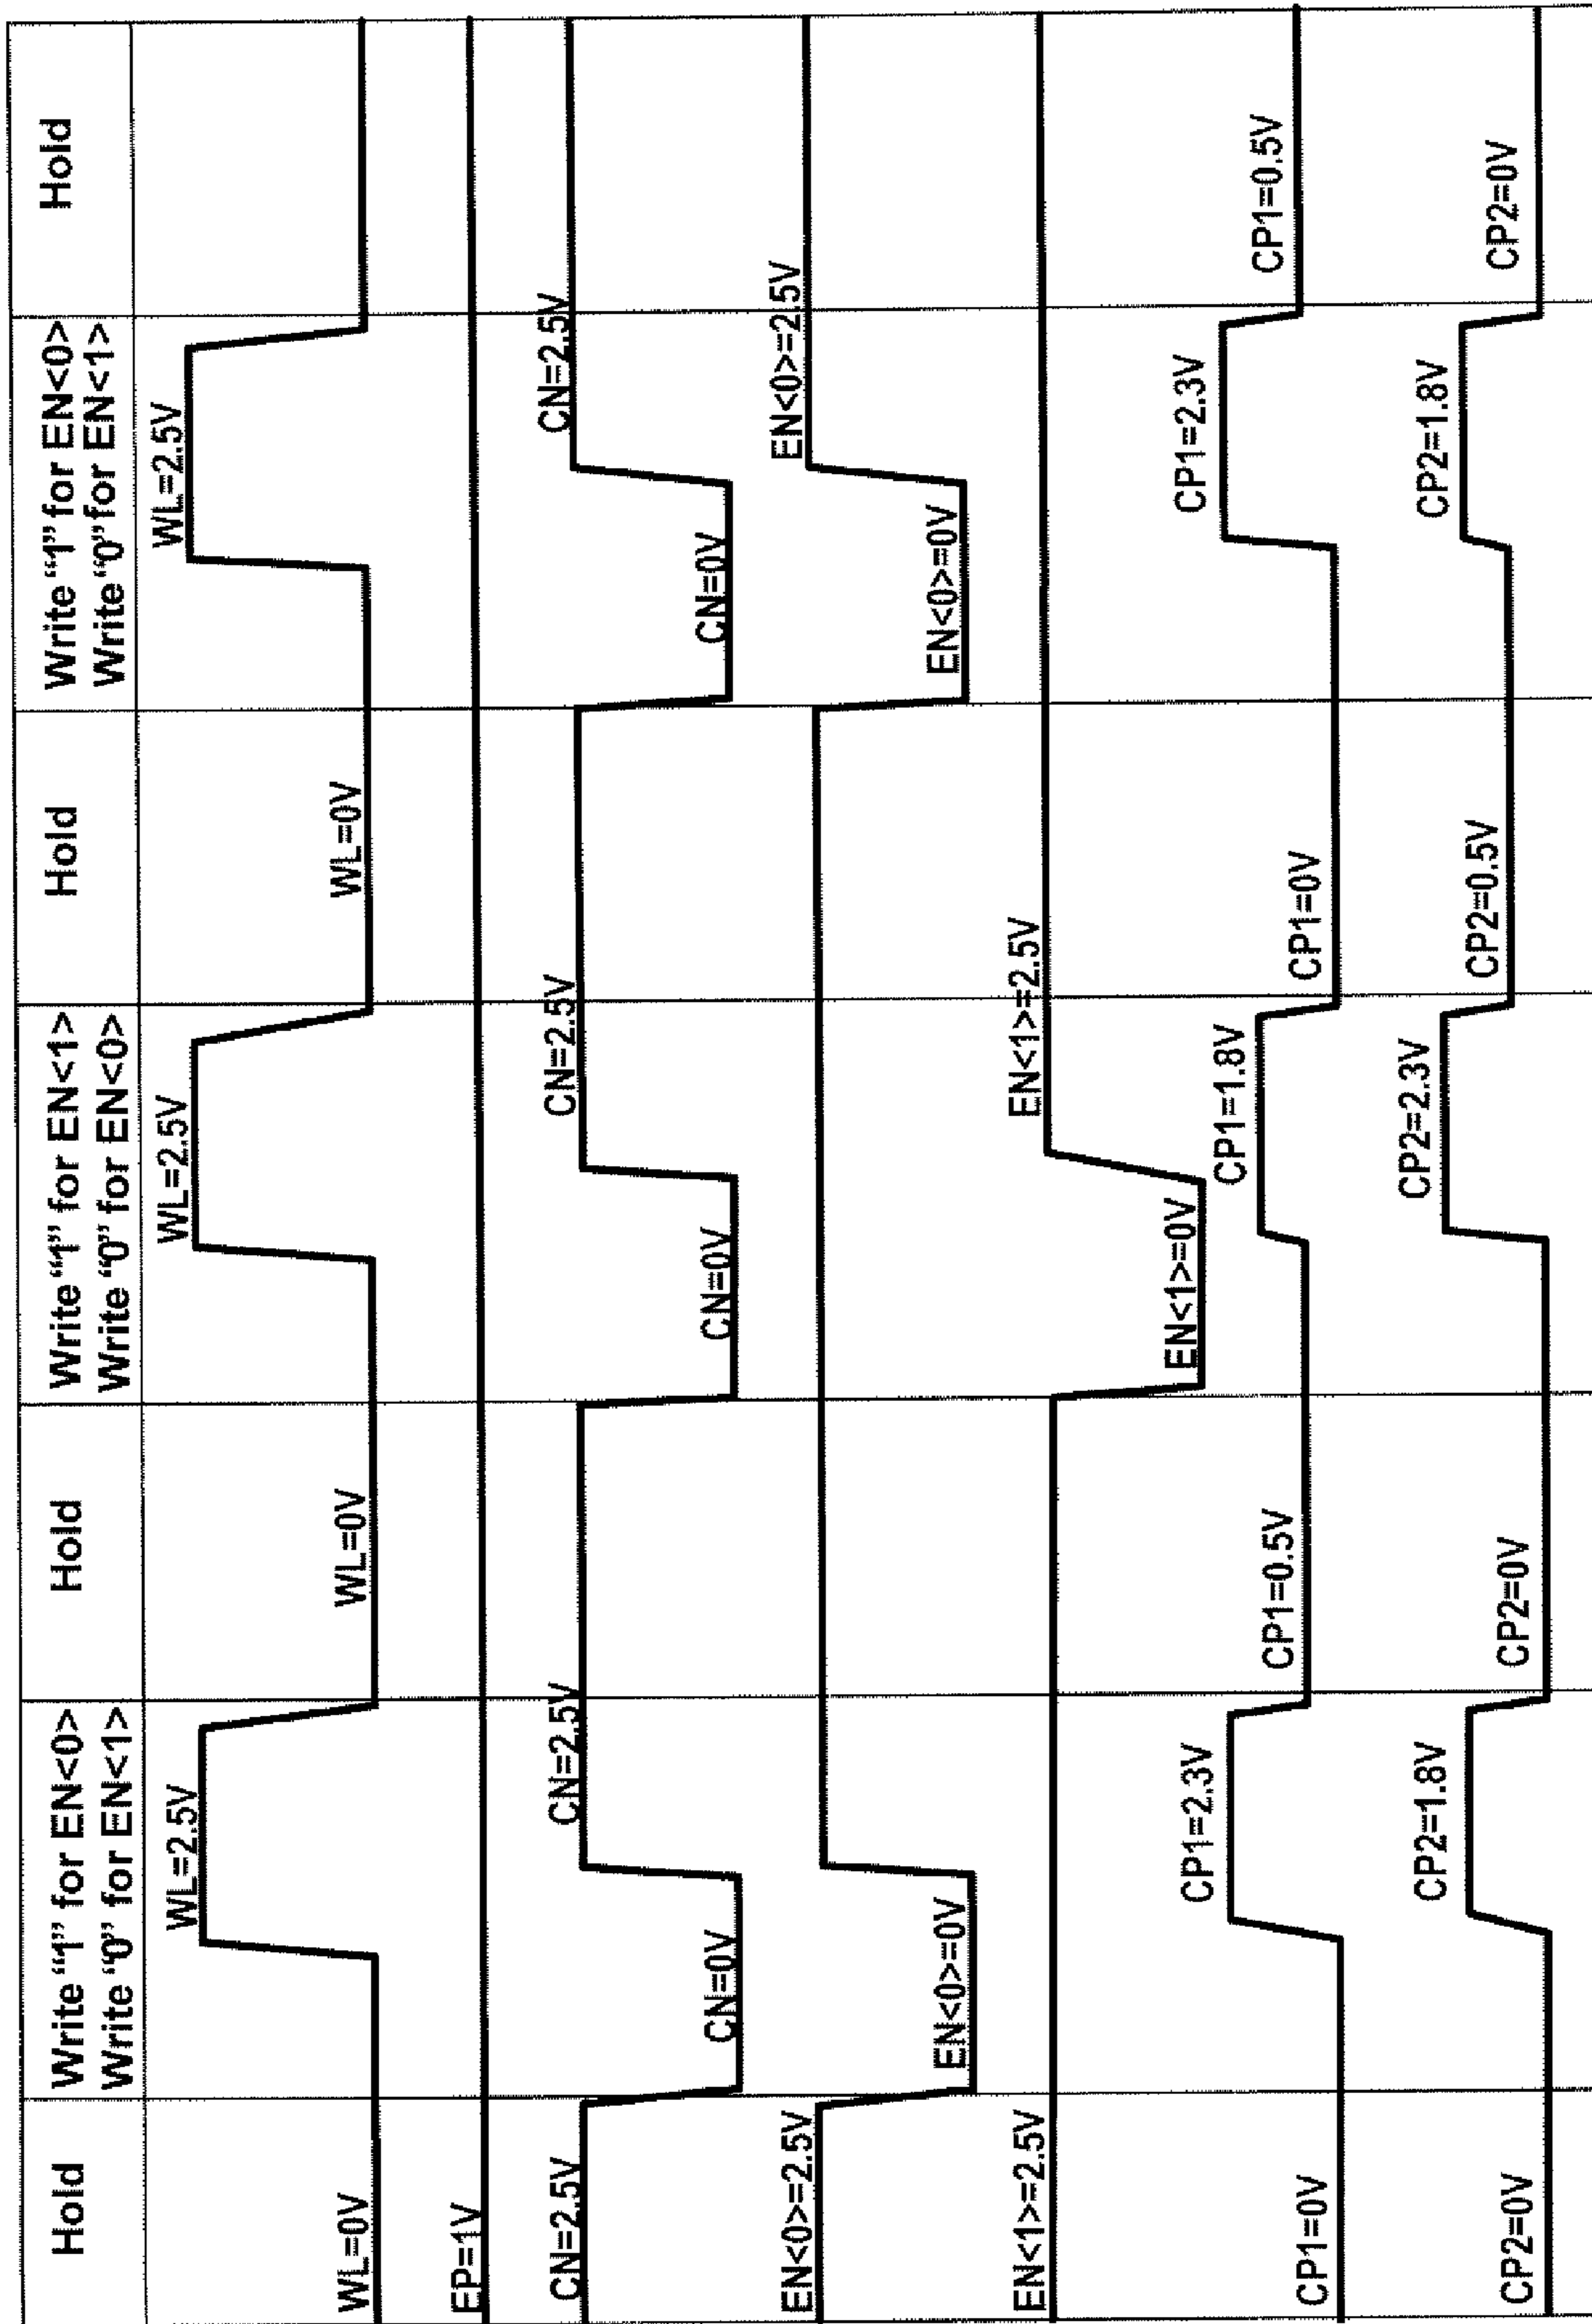 Hold
Write “1” for EN<0>
Write “0” for EN<1>
Hold
Write “1” for EN<1>
Write “0” for EN<0>
Hold
Write “1” for EN<0>
Write “0” for EN<1>
Hold
WL=0V
WL=2.5V
WL=0V
WL=2.5V
WL=0V
WL=2.5V
EP=1V
CN=2.5V
CN=0V
CN=2.5V
CN=0V
CN=2.5V
CN=0V
CN=2.5V
EN<0>=2.5V
EN<0>=0V
EN<0>=0V
EN<0>=2.5V
EN<1>=2.5V
EN<1>=0V
EN<1>=2.5V
CP1=0V
CP1=2.3V
CP1=0.5V
CP1=1.8V
CP1=0V
CP1=2.3V
CP1=0.5V
CP2=0V
CP2=1.8V
CP2=0V
CP2=2.3V
CP2=0.5V
CP2=1.8V
CP2=0V